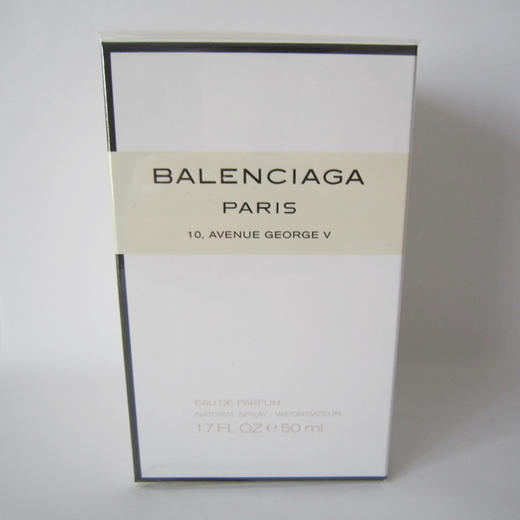 BALENCIAGA
PARIS
10, AVENUE GEORGE V
EAU DE PARFUM
NATURAL SPRAY - VAPORISATEUR
1.7 FL OZ e 50 ml